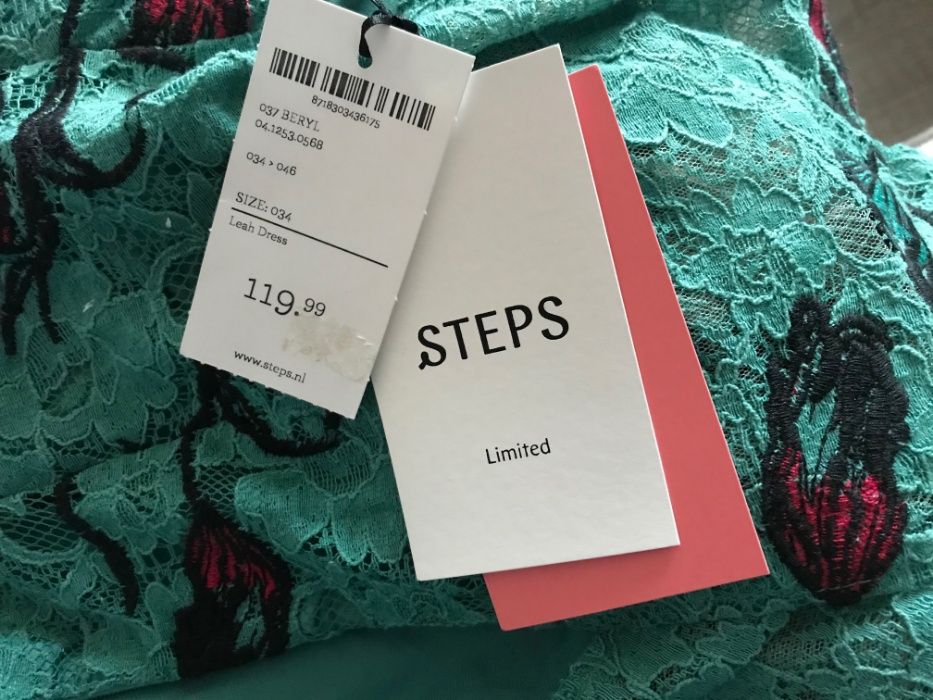 8718303436175
037 BERYL
04.1253.0568
034 > 046
SIZE: 034
Leah Dress
119.99
www.steps.nl
STEPS
Limited